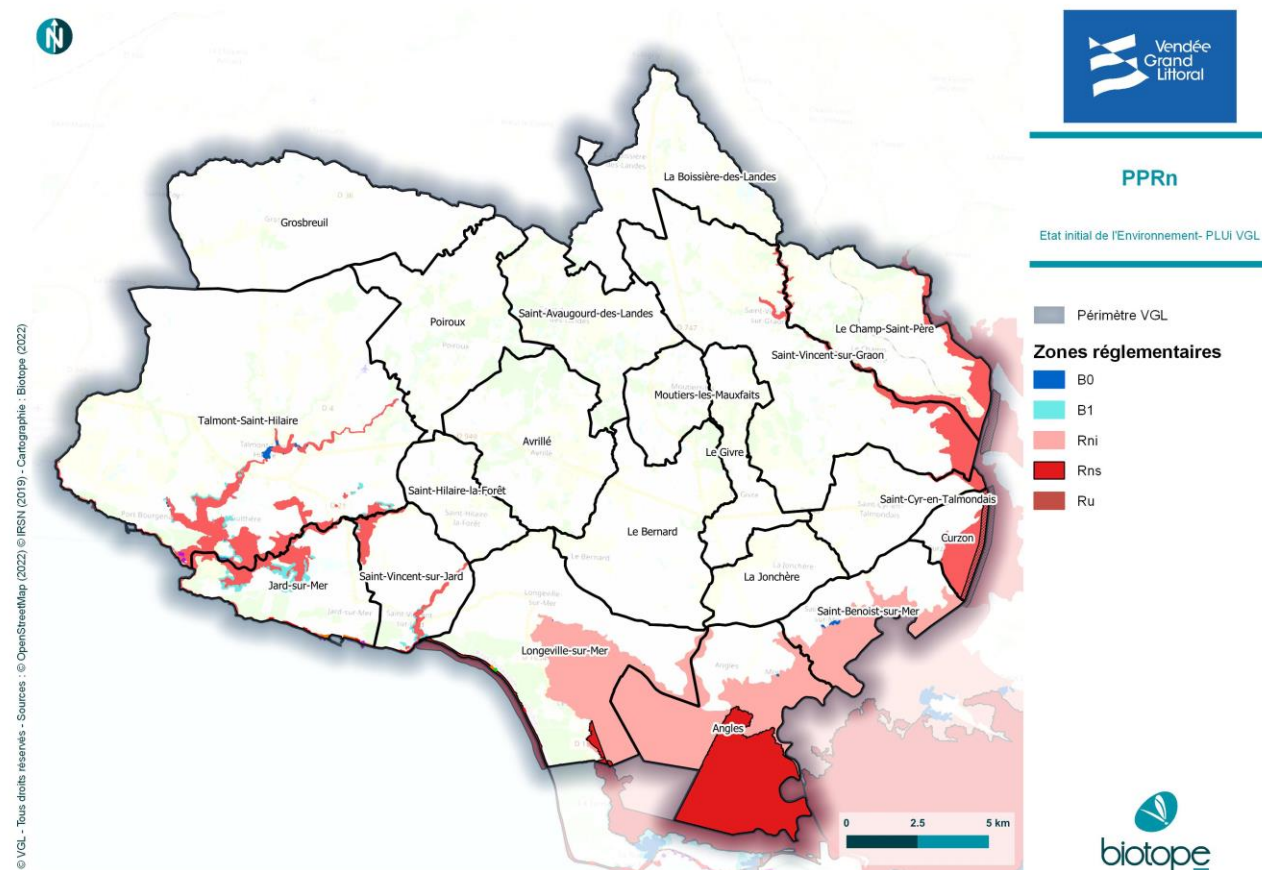 N
Vendée
Grand
Littoral
PPRn
Etat initial de l'Environnement- PLUi VGL
Périmètre VGL
Zones réglementaires
B0
B1
Rni
Rns
Ru
La Boissière-des-Landes
Grosbreuil
Poiroux
Saint-Avaugourd-des-Landes
Le Champ-Saint-Père
Saint-Vincent-sur-Graon
Talmont-Saint-Hilaire
Moutiers-les-Mauxfaits
Avrillé
Le Givre
Saint-Hilaire-la-Forêt
Saint-Cyr-en-Talmondais
Le Bernard
Curzon
La Jonchère
Saint-Vincent-sur-Jard
Jard-sur-Mer
Saint-Benoist-sur-Mer
Longeville-sur-Mer
Angles
0 2.5 5 km
biotope
© VGL - Tous droits réservés - Sources : © OpenStreetMap (2022) © IRSN (2019) - Cartographie : Biotope (2022)